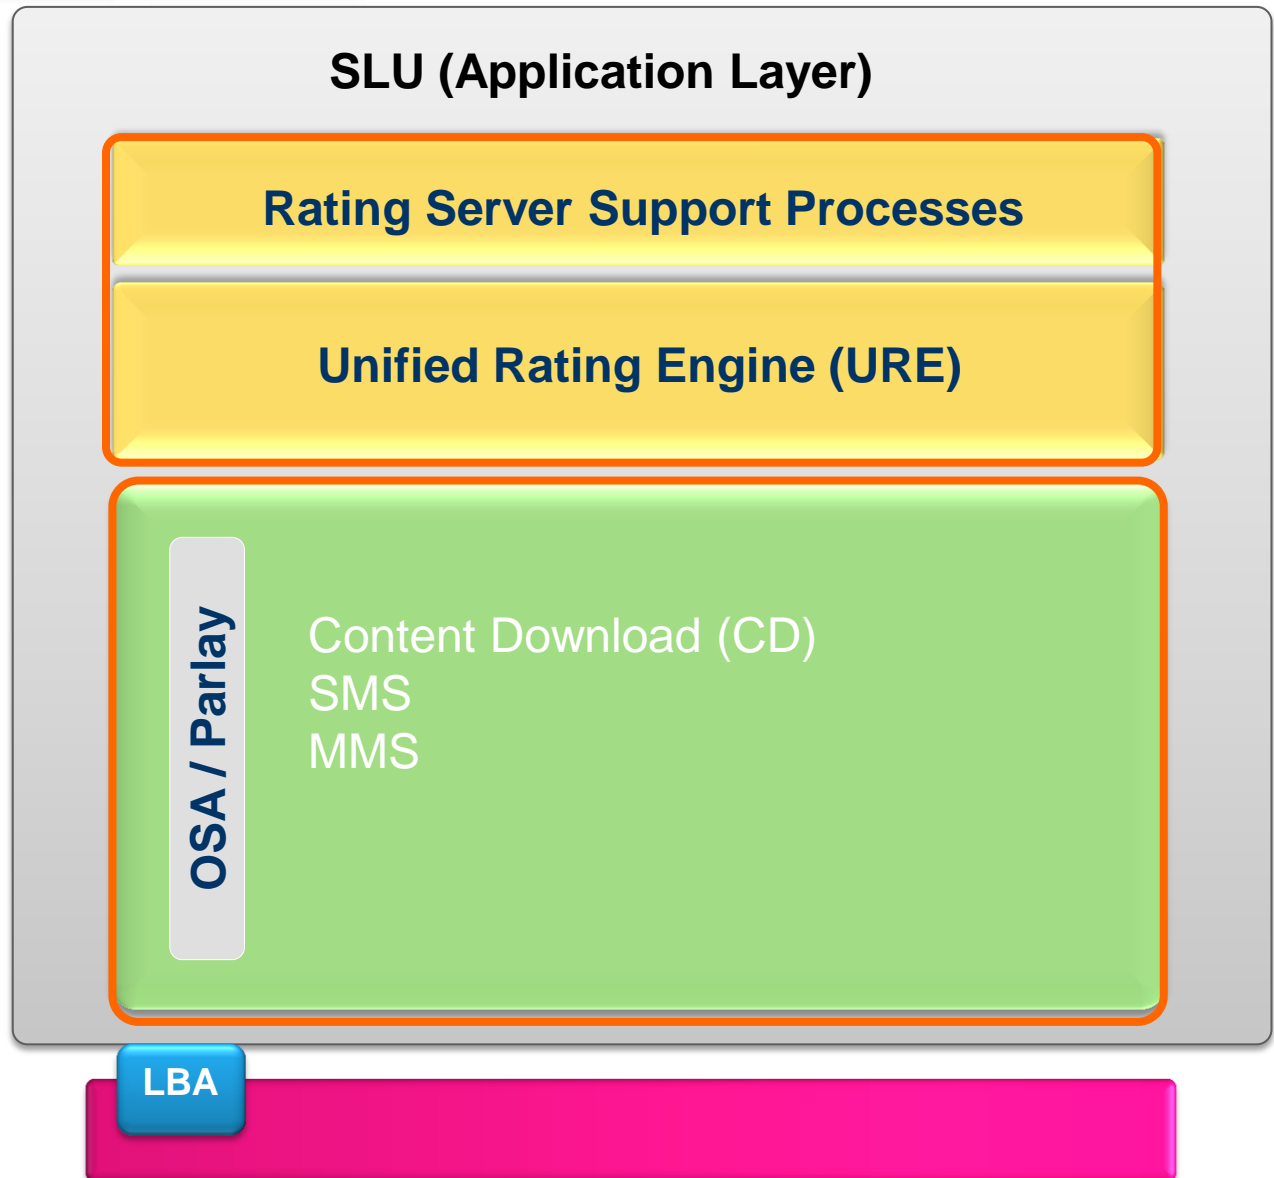 SLU (Application Layer)
Rating Server Support Processes
Unified Rating Engine (URE)
OSA / Parlay
Content Download (CD)
SMS
MMS
LBA